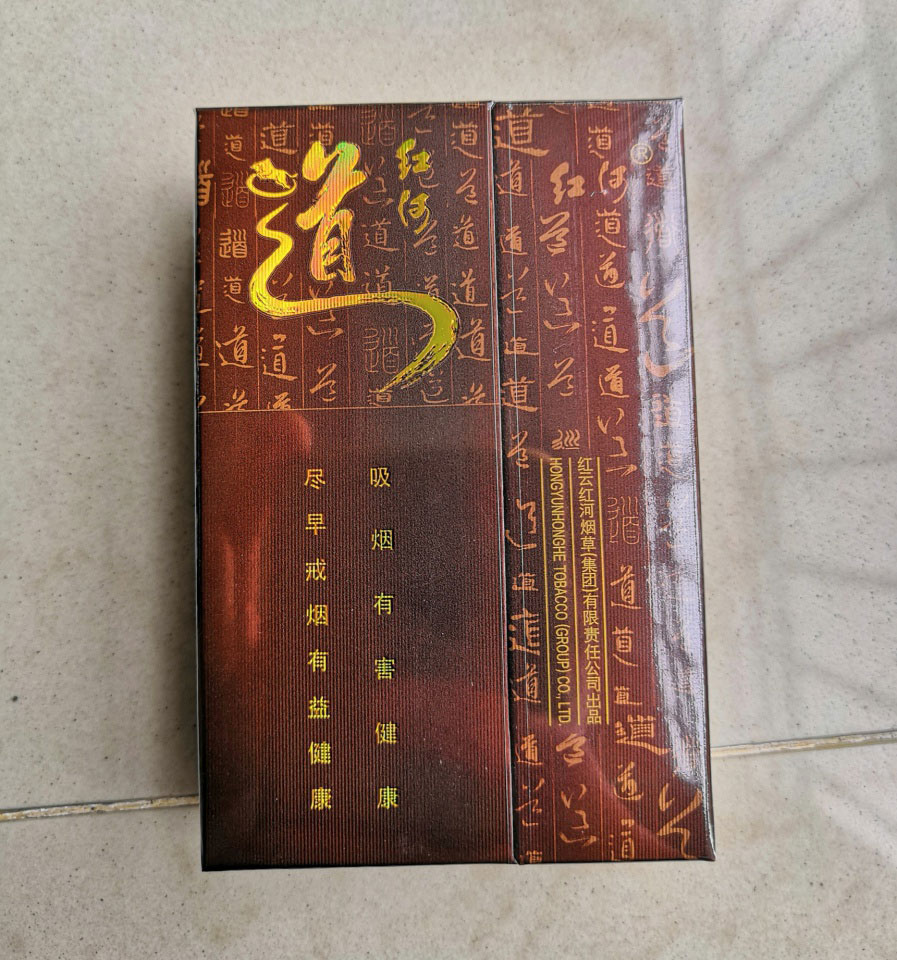 红河
道
吸烟有害健康
尽早戒烟有益健康
红河®
红云红河烟草(集团)有限责任公司 出品
HONGYUNHONGHE TOBACCO (GROUP) CO., LTD